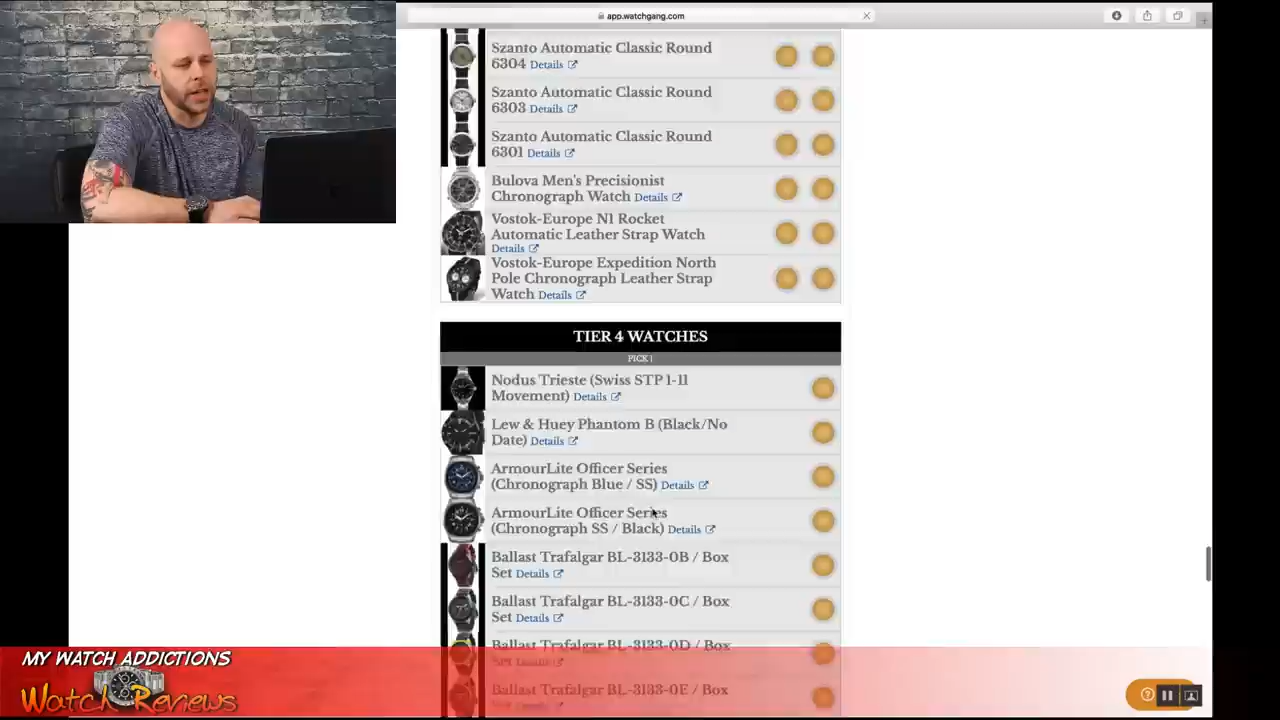 app.watchgang.com
Szanto Automatic Classic Round
6304 Details
Szanto Automatic Classic Round
6303 Details
Szanto Automatic Classic Round
6301 Details
Bulova Men's Precisionist
Chronograph Watch Details
Vostok-Europe N1 Rocket
Automatic Leather Strap Watch
Details
Vostok-Europe Expedition North
Pole Chronograph Leather Strap
Watch Details
TIER 4 WATCHES
PICK 1
Nodus Trieste (Swiss STP 1-11
Movement) Details
Lew & Huey Phantom B (Black/No
Date) Details
ArmourLite Officer Series
(Chronograph Blue / SS) Details
ArmourLite Officer Series
(Chronograph SS / Black) Details
Ballast Trafalgar BL-3133-0B / Box
Set Details
Ballast Trafalgar BL-3133-0C / Box
Set Details
Ballast Trafalgar BL-3133-0D / Box
Set Details
Ballast Trafalgar BL-3133-0E / Box
MY WATCH ADDICTIONS
Watch Reviews